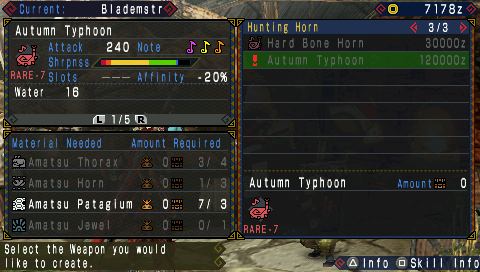 Current: Blademstr
7178z
Autumn Typhoon
Attack 240 Note
Shrpnss
RARE-7
Slots --- Affinity -20%
Water 16
L 1/5 R
Hunting Horn 3/3
Hard Bone Horn 30000z
Autumn Typhoon 120000z
Material Needed Amount Required
Amatsu Thorax 0 3/ 4
Amatsu Horn 0 1/ 3
Amatsu Patagium 0 7/ 3
Amatsu Jewel 0 0/ 1
Autumn Typhoon Amount 0
RARE-7
Select the Weapon you would
like to create.
Info Skill Info